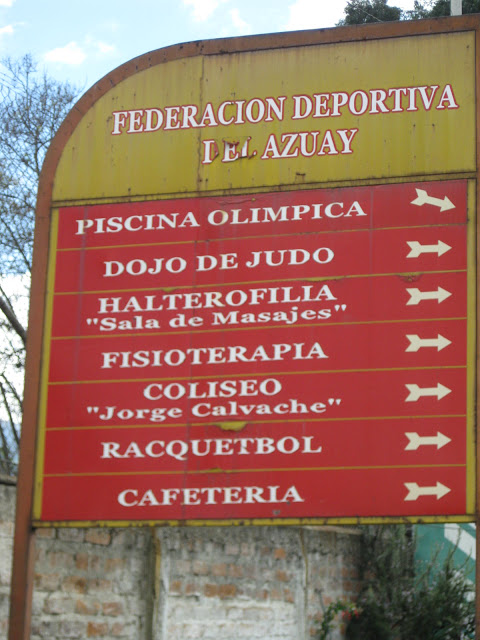 FEDERACION DEPORTIVA
DEL AZUAY
PISCINA OLIMPICA
DOJO DE JUDO
HALTEROFILIA
"Sala de Masajes"
FISIOTERAPIA
COLISEO
"Jorge Calvache"
RACQUETBOL
CAFETERIA